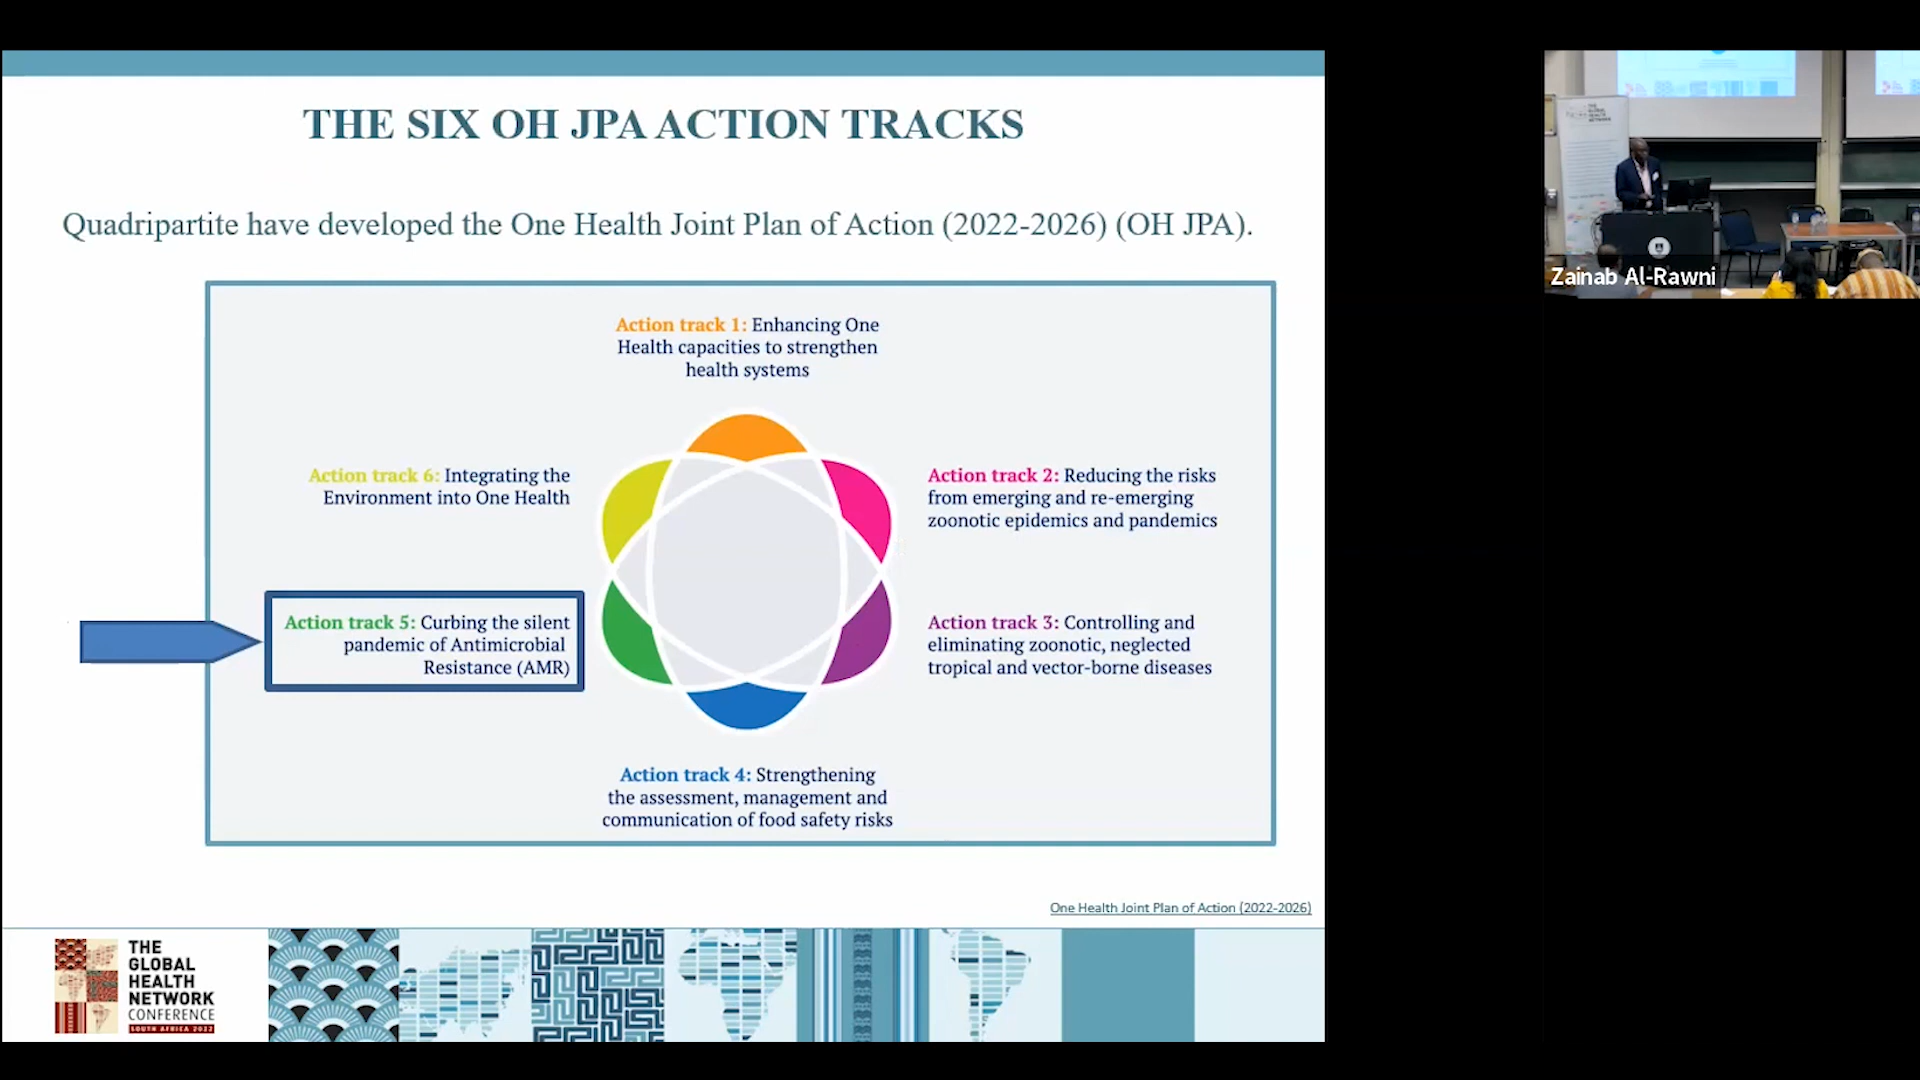 THE SIX OH JPA ACTION TRACKS
Quadripartite have developed the One Health Joint Plan of Action (2022-2026) (OH JPA).
Action track 1: Enhancing One
Health capacities to strengthen
health systems
Action track 6: Integrating the
Environment into One Health
Action track 2: Reducing the risks
from emerging and re-emerging
zoonotic epidemics and pandemics
Action track 5: Curbing the silent
pandemic of Antimicrobial
Resistance (AMR)
Action track 3: Controlling and
eliminating zoonotic, neglected
tropical and vector-borne diseases
Action track 4: Strengthening
the assessment, management and
communication of food safety risks
One Health Joint Plan of Action (2022-2026)
THE
GLOBAL
HEALTH
NETWORK
CONFERENCE
SOUTH AFRICA 2022
Zainab Al-Rawni